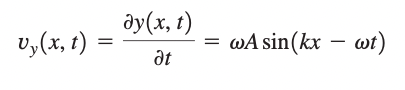 v_y(x, t) = ∂y(x, t)/∂t = ωA sin(kx − ωt)